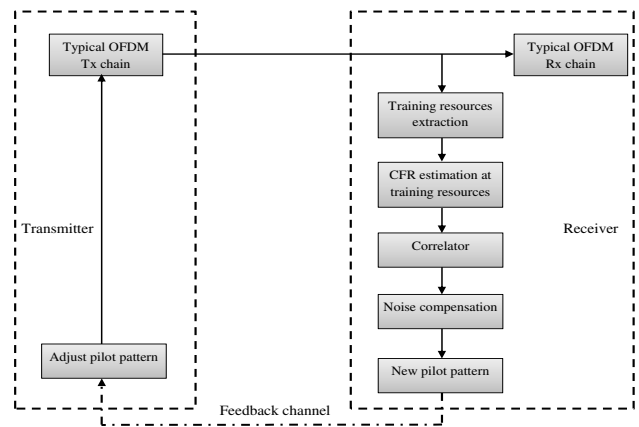 Typical OFDM
Tx chain
Typical OFDM
Rx chain
Training resources
extraction
CFR estimation at
training resources
Transmitter
Receiver
Correlator
Noise compensation
Adjust pilot pattern
New pilot pattern
Feedback channel